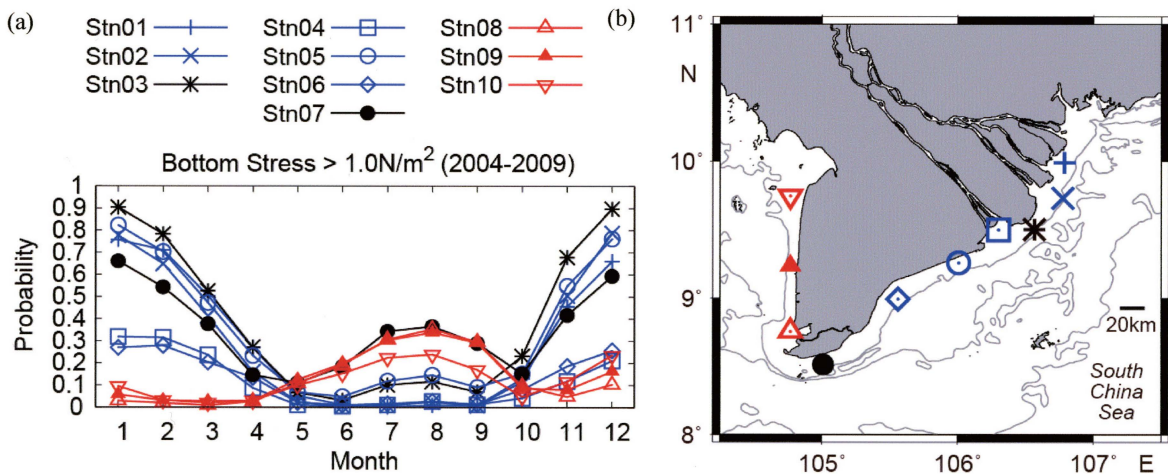 (a)
Stn01 Stn04 Stn08
Stn02 Stn05 Stn09
Stn03 Stn06 Stn10
Stn07
Bottom Stress > 1.0N/m² (2004-2009)
1
0.9
0.8
0.7
0.6
0.5
0.4
0.3
0.2
0.1
0
Probability
1 2 3 4 5 6 7 8 9 10 11 12
Month
(b)
11°
N
10°
9°
8°
20km
South
China
Sea
105° 106° 107° E